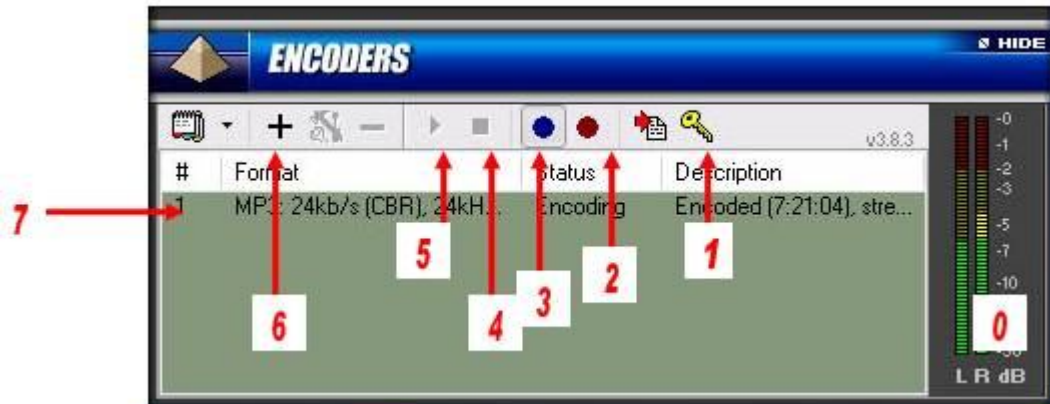 ENCODERS
HIDE
v3.8.3
# Format Status Description
1 MP3: 24kb/s (CBR), 24kH... Encoding Encoded (7:21:04), stre...
-0
-1
-2
-3
-5
-7
-10
L R dB
7
6
5
4
3
2
1
0